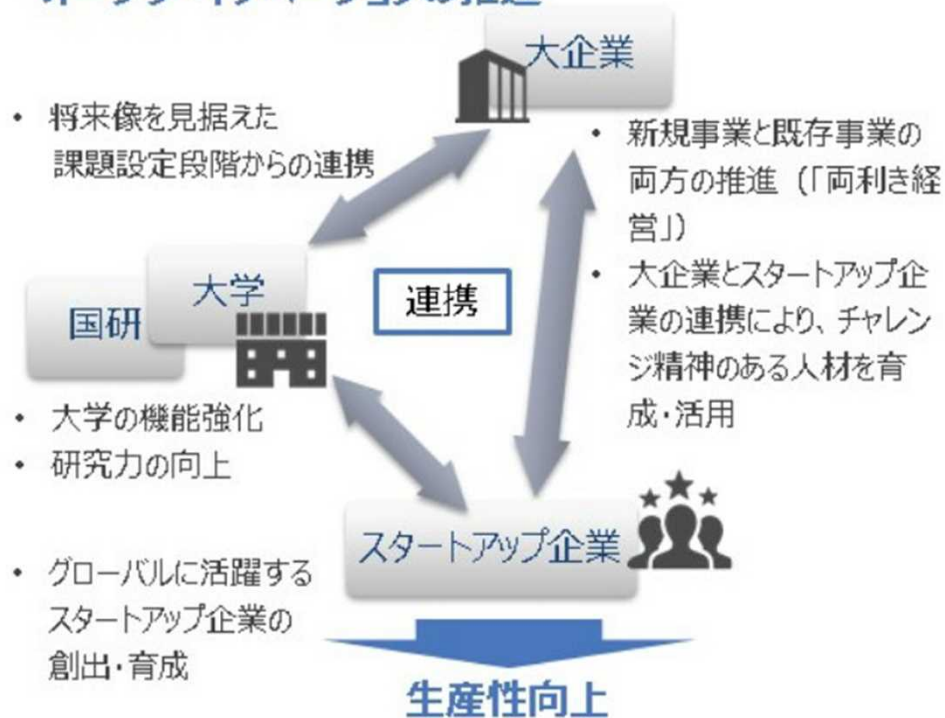 大企業
・ 将来像を見据えた
課題設定段階からの連携
・ 新規事業と既存事業の
両方の推進（「両利き経
営」）
・ 大企業とスタートアップ企
業の連携により、チャレン
ジ精神のある人材を育
成・活用
大学
国研
連携
・ 大学の機能強化
・ 研究力の向上
スタートアップ企業
・ グローバルに活躍する
スタートアップ企業の
創出・育成
生産性向上